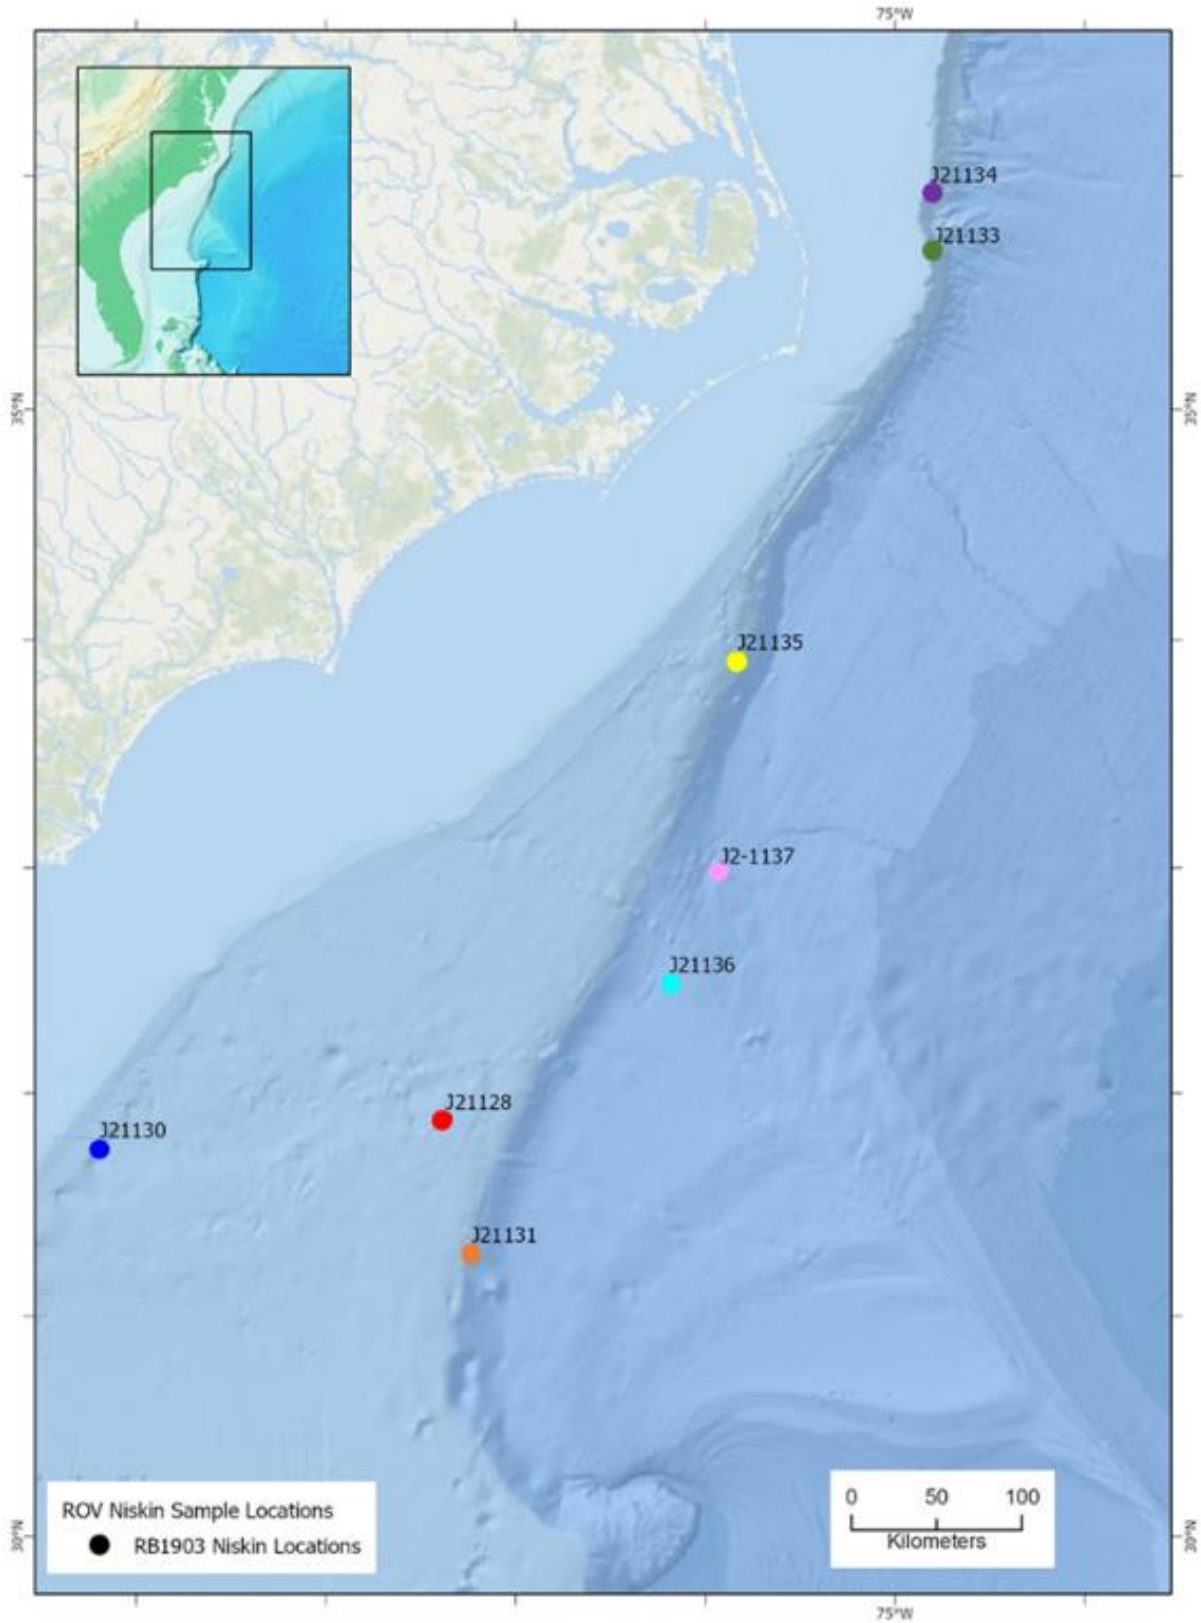 75°W
J21134
J21133
35°N
35°N
J21135
J2-1137
J21136
J21128
J21130
J21131
ROV Niskin Sample Locations
RB1903 Niskin Locations
0 50 100
Kilometers
30°N
30°N
75°W